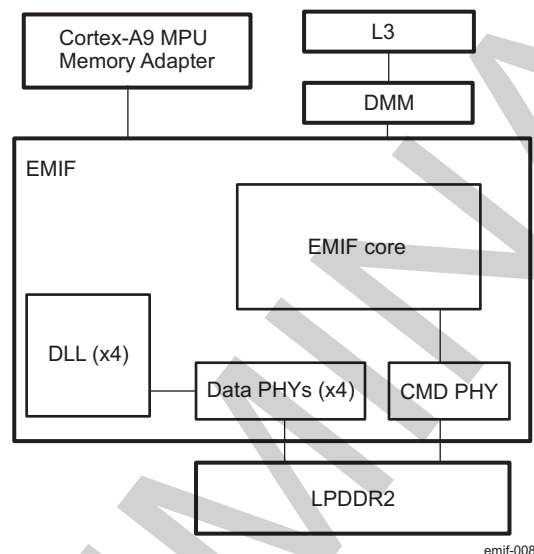 Cortex-A9 MPU
Memory Adapter
L3
DMM
EMIF
EMIF core
DLL (x4)
Data PHYs (x4)
CMD PHY
LPDDR2
emif-008